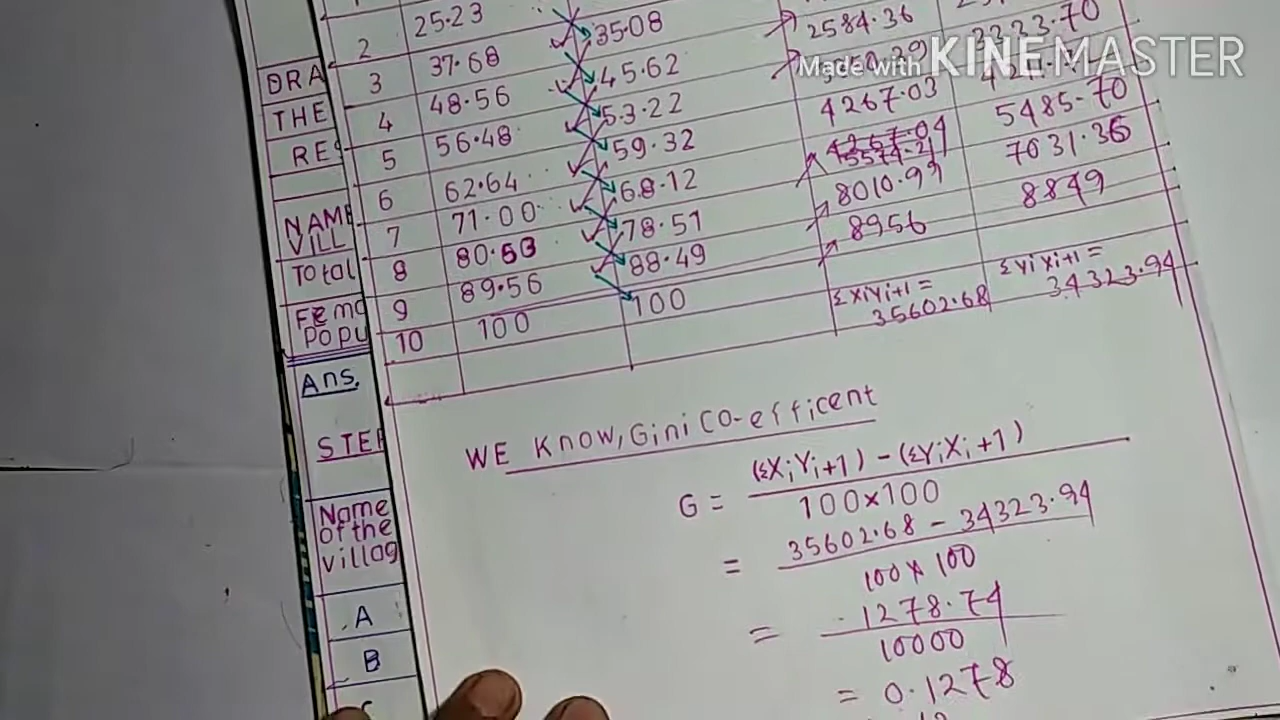 2 25.23 35.08 2584.36
3 37.68 45.62 3323.70
4 48.56 53.22 4267.03
5 56.48 59.32 5485.70
6 62.64 68.12 7031.36
7 71.00 78.51 8010.99 8849
8 80.53 88.49 8956
9 89.56 100 ΣXiYi+1 = ΣYiXi+1 =
10 100 35602.68 34323.94
Made with KINEMASTER
DRA
THE
RES
NAME
VILL
Total
Fema
Popu
Ans.
STEP
Name
of the
villag
A
B
WE Know, Gini CO-efficent
G = (ΣXiYi+1) - (ΣYiXi+1)
100×100
= 35602.68 - 34323.94
100×100
= 1278.74
10000
= 0.1278